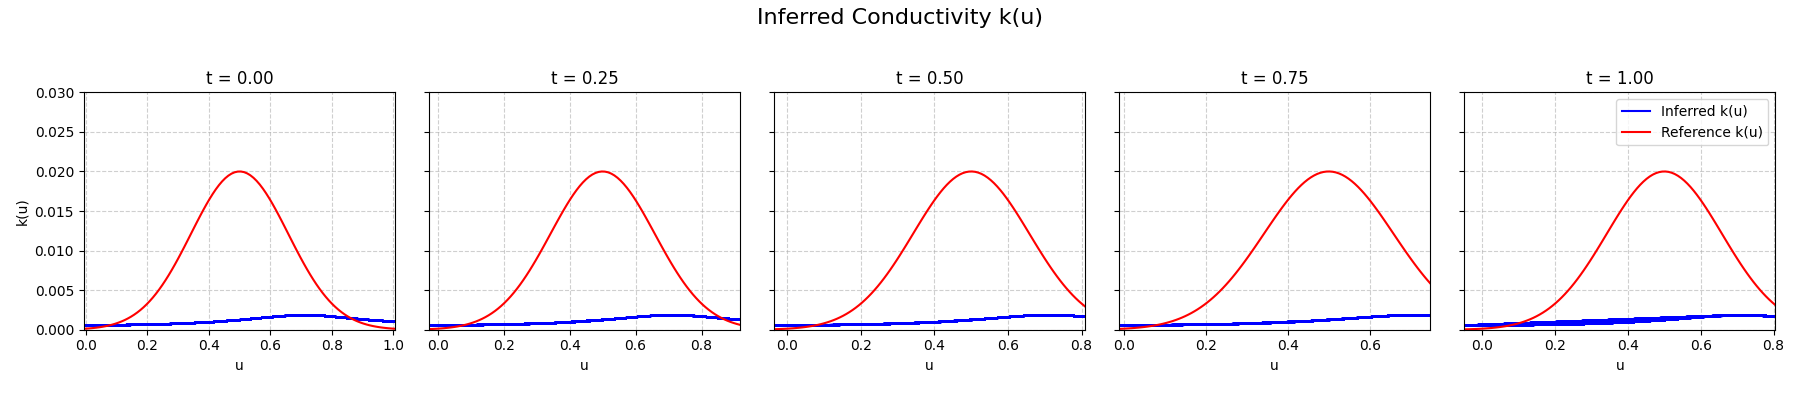 Inferred Conductivity k(u)
t = 0.00
t = 0.25
t = 0.50
t = 0.75
t = 1.00
k(u)
0.030
0.025
0.020
0.015
0.010
0.005
0.000
Inferred k(u)
Reference k(u)
0.0 0.2 0.4 0.6 0.8 1.0
0.0 0.2 0.4 0.6 0.8
0.0 0.2 0.4 0.6 0.8
0.0 0.2 0.4 0.6
0.0 0.2 0.4 0.6 0.8
u
u
u
u
u